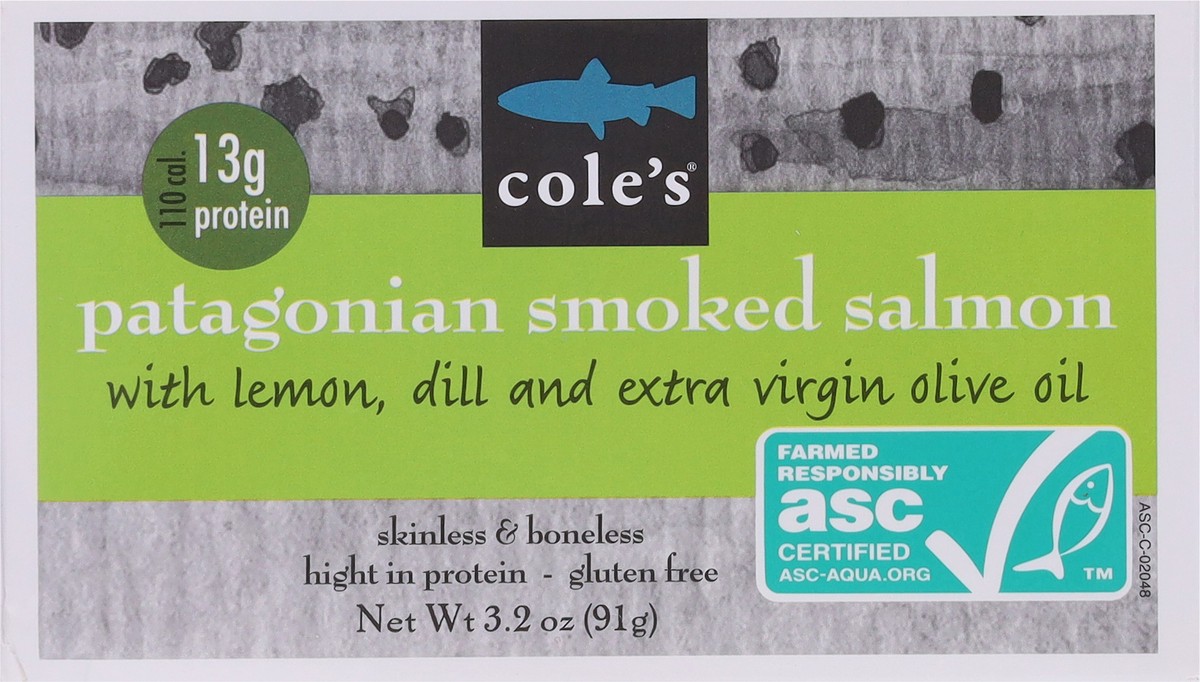 cole's®
110 cal.
13g
protein
patagonian smoked salmon
with lemon, dill and extra virgin olive oil
skinless & boneless
hight in protein - gluten free
Net Wt 3.2 oz (91g)
FARMED
RESPONSIBLY
asc
CERTIFIED
ASC-AQUA.ORG
TM
ASC-C-02048